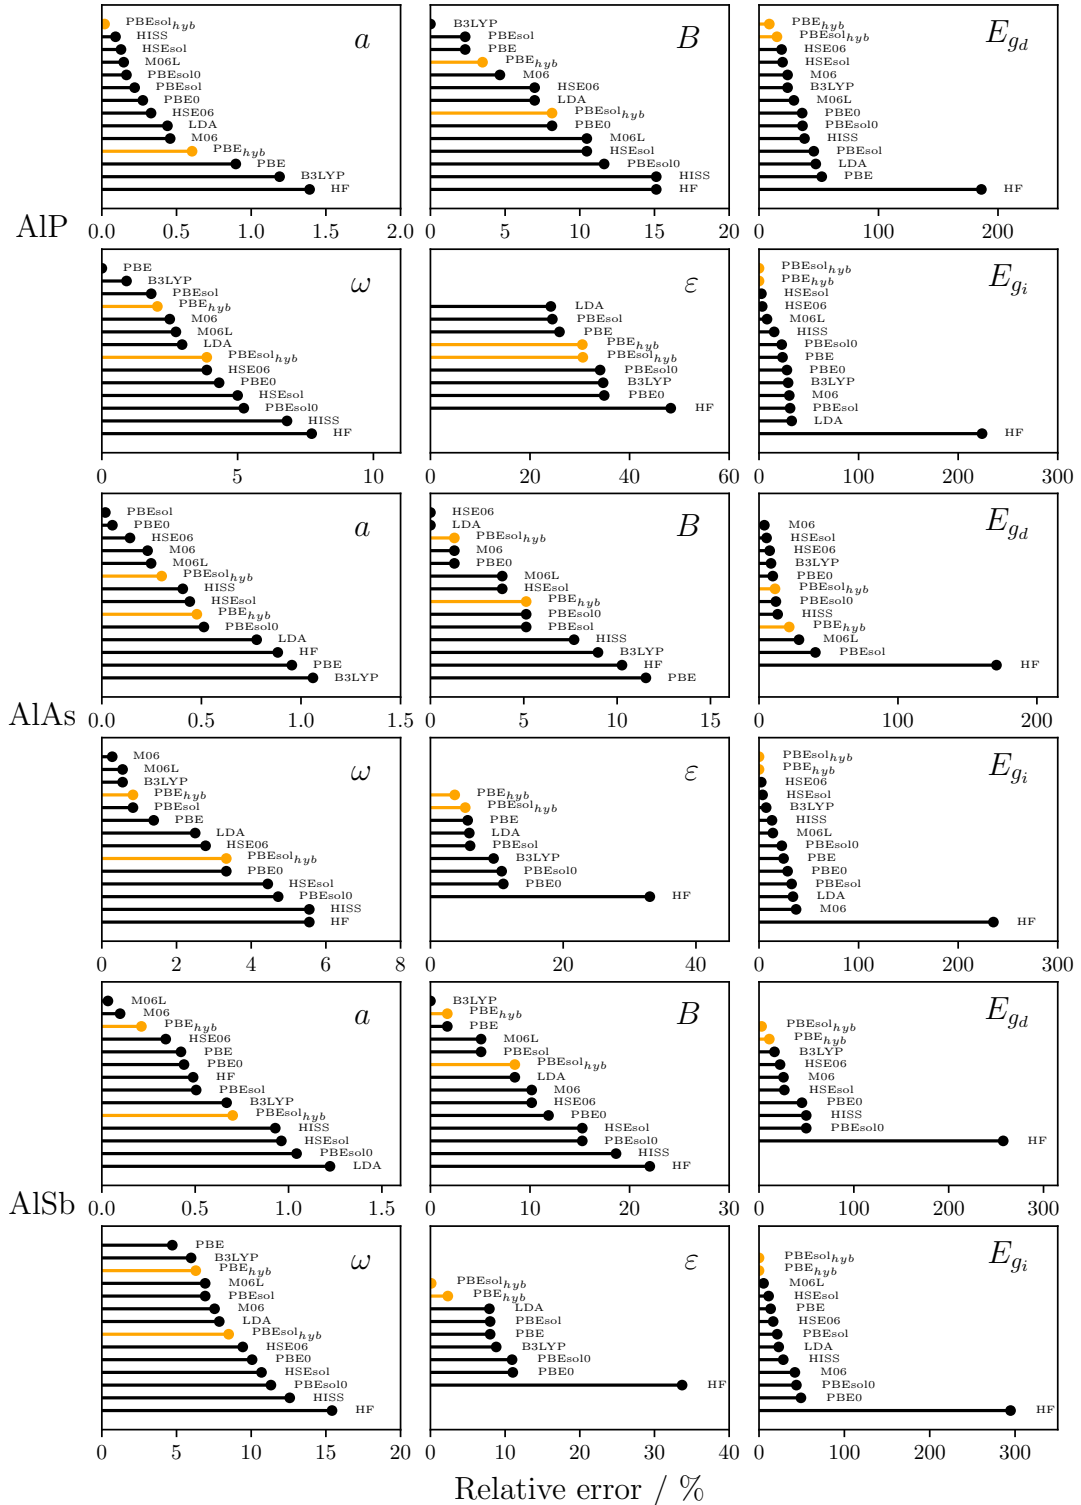 PBEsol_hyb
HISS
HSEsol
M06L
PBEsol0
PBEsol
PBE0
HSE06
LDA
M06
PBE_hyb
PBE
B3LYP
HF
a
0.0 0.5 1.0 1.5 2.0
B3LYP
PBEsol
PBE
PBE_hyb
M06
HSE06
LDA
PBEsol_hyb
PBE0
M06L
HSEsol
PBEsol0
HISS
HF
B
0 5 10 15 20
PBE_hyb
PBEsol_hyb
HSE06
HSEsol
M06
B3LYP
M06L
PBE0
PBEsol0
HISS
PBEsol
LDA
PBE
HF
E_{g_d}
0 100 200
AlP
PBE
B3LYP
PBEsol
PBE_hyb
M06
M06L
LDA
PBEsol_hyb
HSE06
PBE0
HSEsol
PBEsol0
HISS
HF
ω
0 5 10
LDA
PBEsol
PBE
PBE_hyb
PBEsol_hyb
PBEsol0
B3LYP
PBE0
HF
ε
0 20 40 60
PBEsol_hyb
PBE_hyb
HSEsol
HSE06
M06L
HISS
PBEsol0
PBE
PBE0
B3LYP
M06
PBEsol
LDA
HF
E_{g_i}
0 100 200 300
PBEsol
PBE0
HSE06
M06
M06L
PBEsol_hyb
HISS
HSEsol
PBE_hyb
PBEsol0
LDA
HF
PBE
B3LYP
a
0.0 0.5 1.0 1.5
HSE06
LDA
PBEsol_hyb
M06
PBE0
M06L
HSEsol
PBE_hyb
PBEsol0
PBEsol
HISS
B3LYP
HF
PBE
B
0 5 10 15
M06
HSEsol
HSE06
B3LYP
PBE0
PBEsol_hyb
PBEsol0
HISS
PBE_hyb
M06L
PBEsol
HF
E_{g_d}
0 100 200
AlAs
M06
M06L
B3LYP
PBE_hyb
PBEsol
PBE
LDA
HSE06
PBEsol_hyb
PBE0
HSEsol
PBEsol0
HISS
HF
ω
0 2 4 6 8
PBE_hyb
PBEsol_hyb
PBE
LDA
PBEsol
B3LYP
PBEsol0
PBE0
HF
ε
0 20 40
PBEsol_hyb
PBE_hyb
HSE06
HSEsol
B3LYP
HISS
M06L
PBEsol0
PBE
PBE0
PBEsol
LDA
M06
HF
E_{g_i}
0 100 200 300
M06L
M06
PBE_hyb
HSE06
PBE
PBE0
HF
PBEsol
B3LYP
PBEsol_hyb
HISS
HSEsol
PBEsol0
LDA
a
0.0 0.5 1.0 1.5
B3LYP
PBE_hyb
PBE
M06L
PBEsol
PBEsol_hyb
LDA
M06
HSE06
PBE0
HSEsol
PBEsol0
HISS
HF
B
0 10 20 30
PBEsol_hyb
PBE_hyb
B3LYP
HSE06
M06
HSEsol
PBE0
HISS
PBEsol0
HF
E_{g_d}
0 100 200 300
AlSb
PBE
B3LYP
PBE_hyb
M06L
PBEsol
M06
LDA
PBEsol_hyb
HSE06
PBE0
HSEsol
PBEsol0
HISS
HF
ω
0 5 10 15 20
PBEsol_hyb
PBE_hyb
LDA
PBEsol
PBE
B3LYP
PBEsol0
PBE0
HF
ε
0 10 20 30 40
PBEsol_hyb
PBE_hyb
M06L
HSEsol
PBE
HSE06
PBEsol
LDA
HISS
M06
PBEsol0
PBE0
HF
E_{g_i}
0 100 200 300
Relative error / %